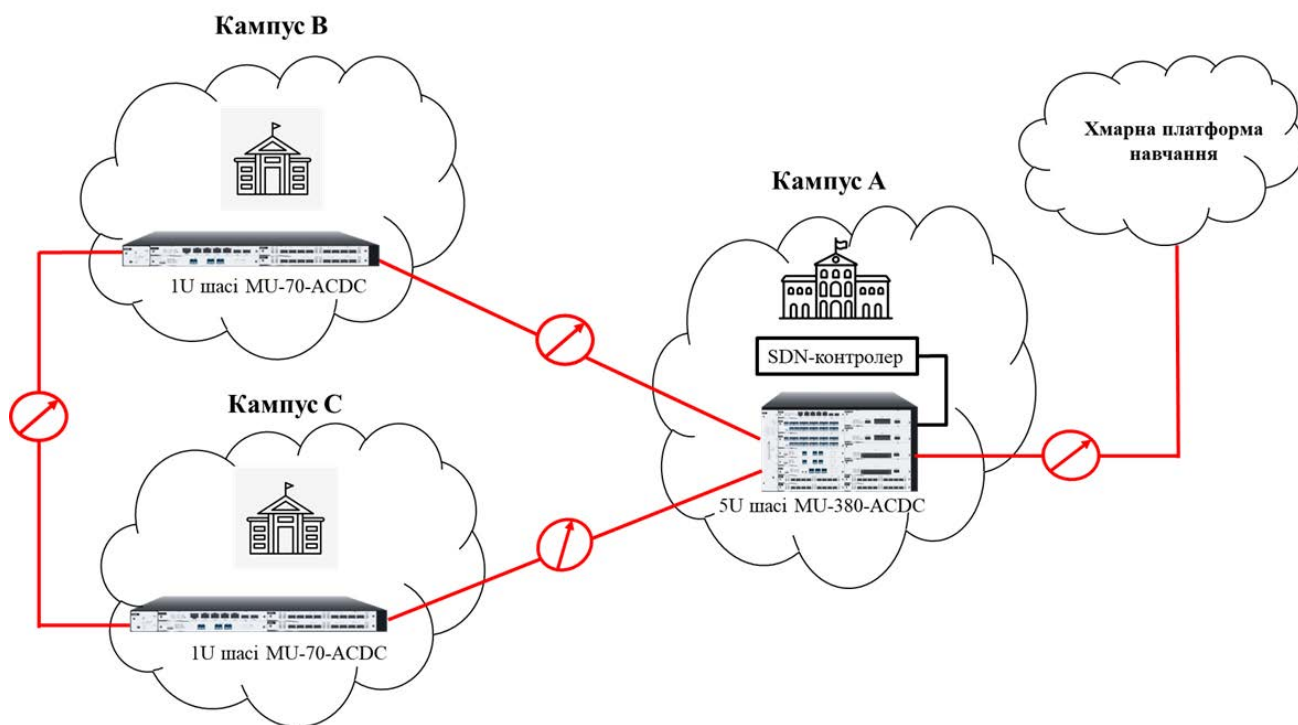 Кампус В
1U шасі MU-70-ACDC
Кампус С
1U шасі MU-70-ACDC
Кампус А
SDN-контролер
5U шасі MU-380-ACDC
Хмарна платформа
навчання